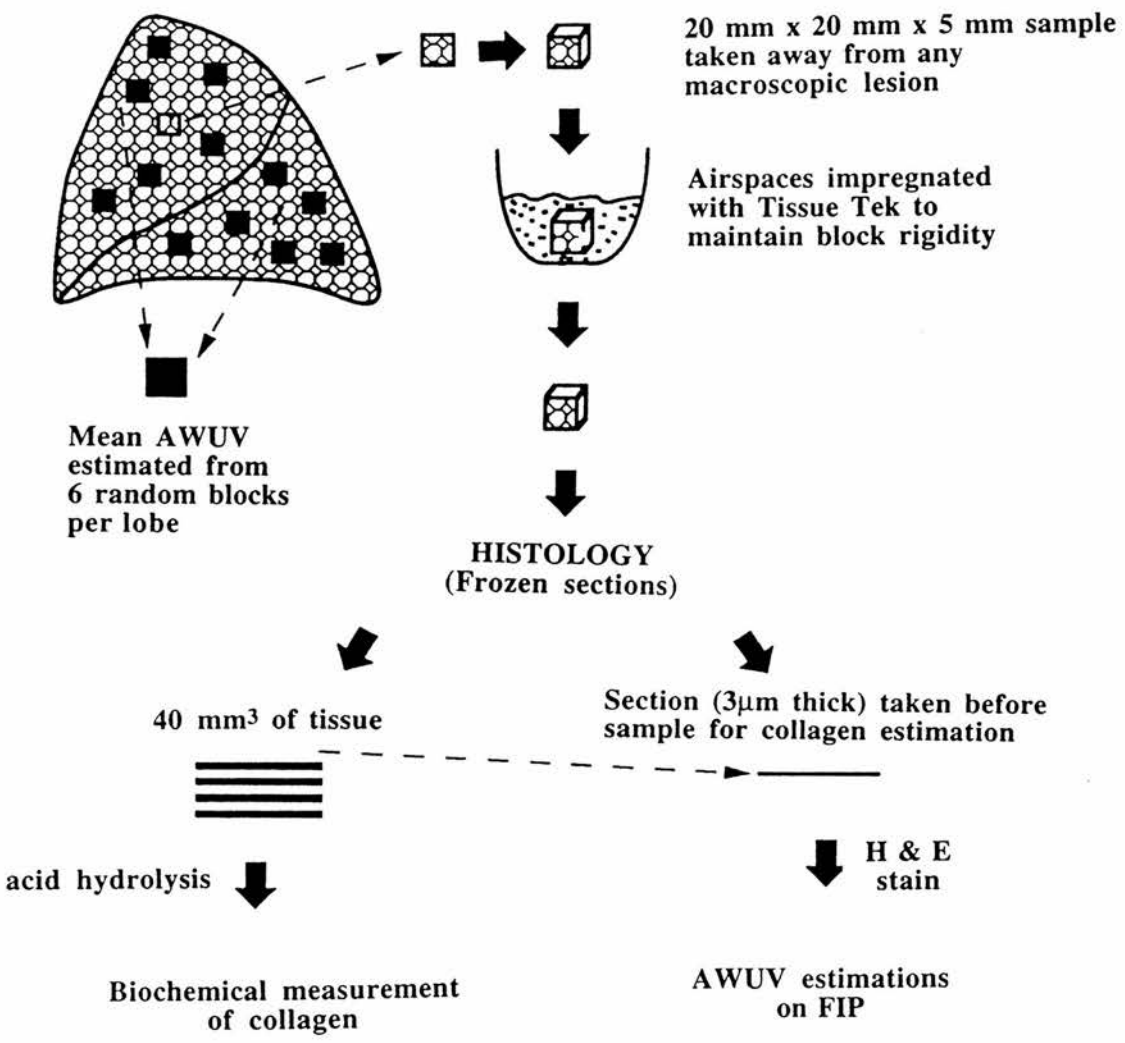 20 mm x 20 mm x 5 mm sample
taken away from any
macroscopic lesion
Airspaces impregnated
with Tissue Tek to
maintain block rigidity
Mean AWUV
estimated from
6 random blocks
per lobe
HISTOLOGY
(Frozen sections)
40 mm³ of tissue
Section (3µm thick) taken before
sample for collagen estimation
acid hydrolysis
H & E
stain
Biochemical measurement
of collagen
AWUV estimations
on FIP